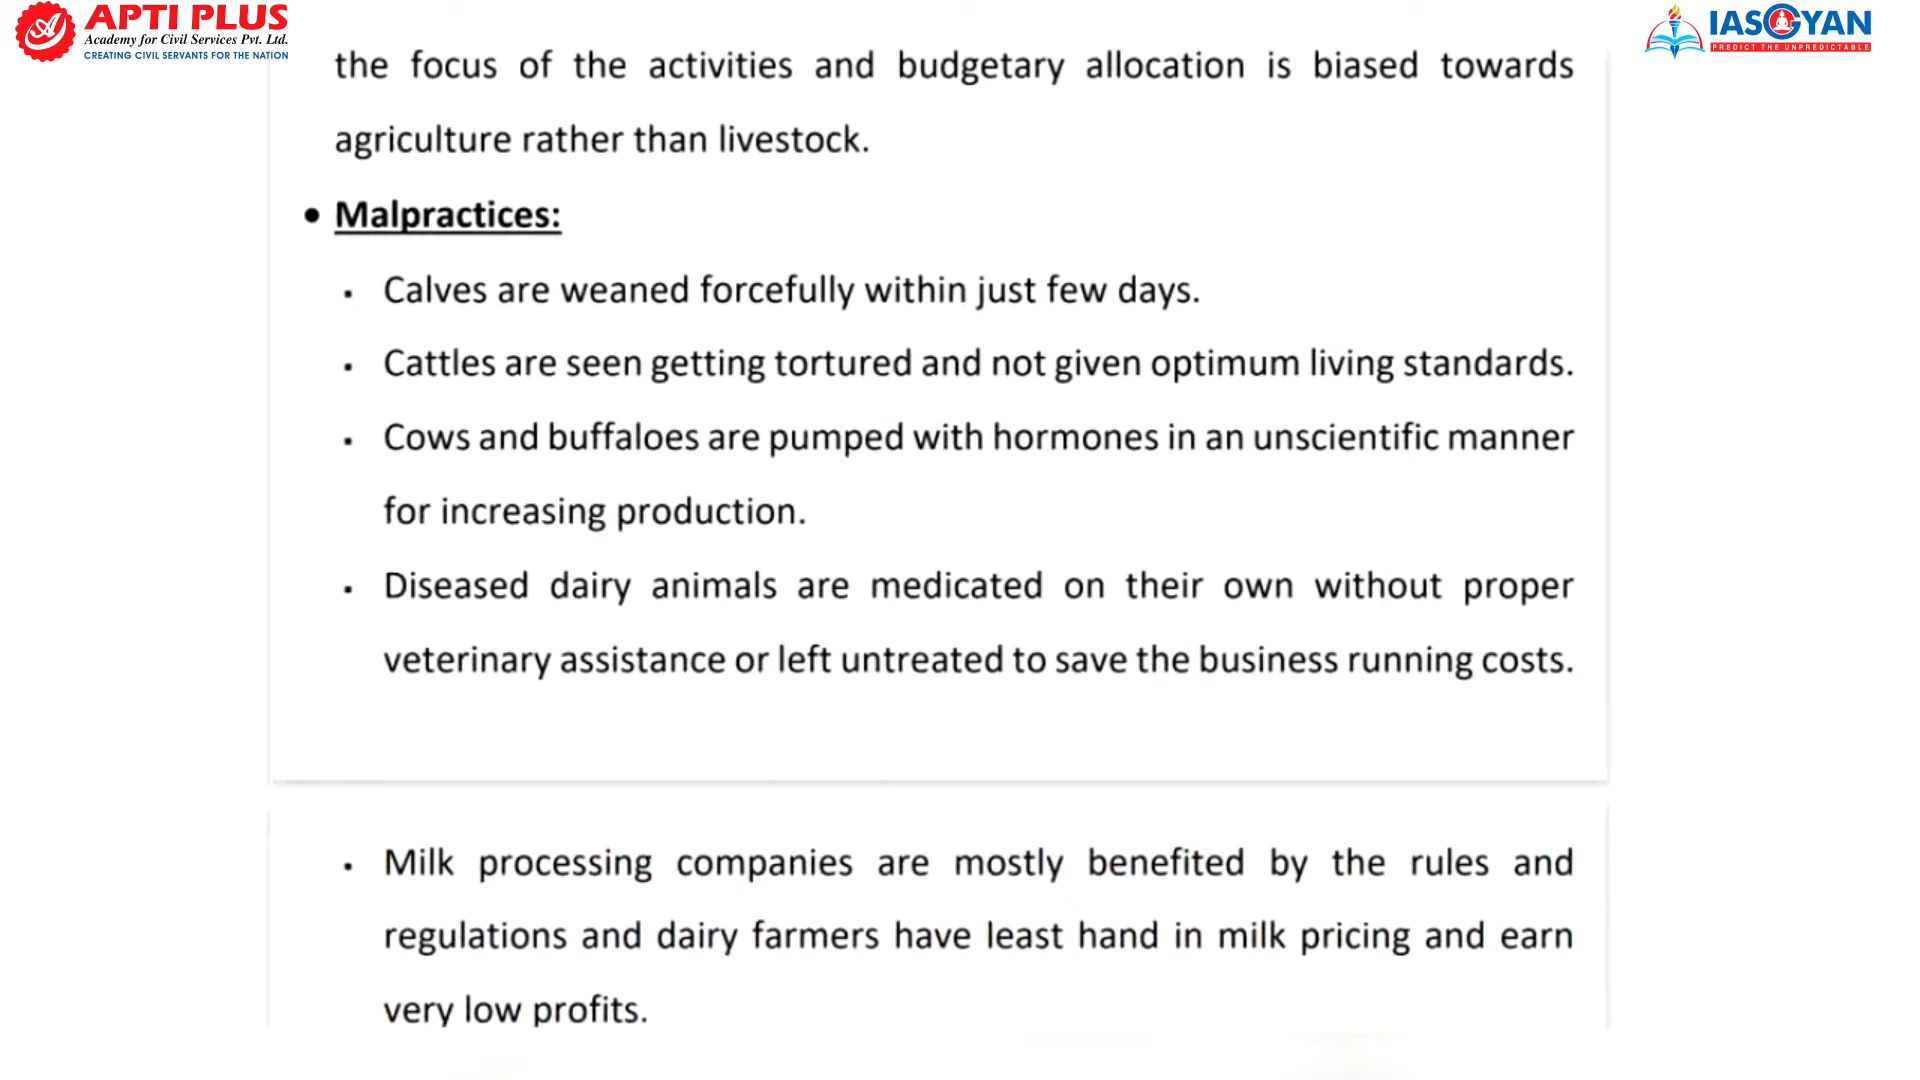 APTI PLUS
Academy for Civil Services Pvt. Ltd.
CREATING CIVIL SERVANTS FOR THE NATION
IASGYAN
PREDICT THE UNPREDICTABLE
the focus of the activities and budgetary allocation is biased towards
agriculture rather than livestock.
• Malpractices:
▪ Calves are weaned forcefully within just few days.
▪ Cattles are seen getting tortured and not given optimum living standards.
▪ Cows and buffaloes are pumped with hormones in an unscientific manner
for increasing production.
▪ Diseased dairy animals are medicated on their own without proper
veterinary assistance or left untreated to save the business running costs.
▪ Milk processing companies are mostly benefited by the rules and
regulations and dairy farmers have least hand in milk pricing and earn
very low profits.